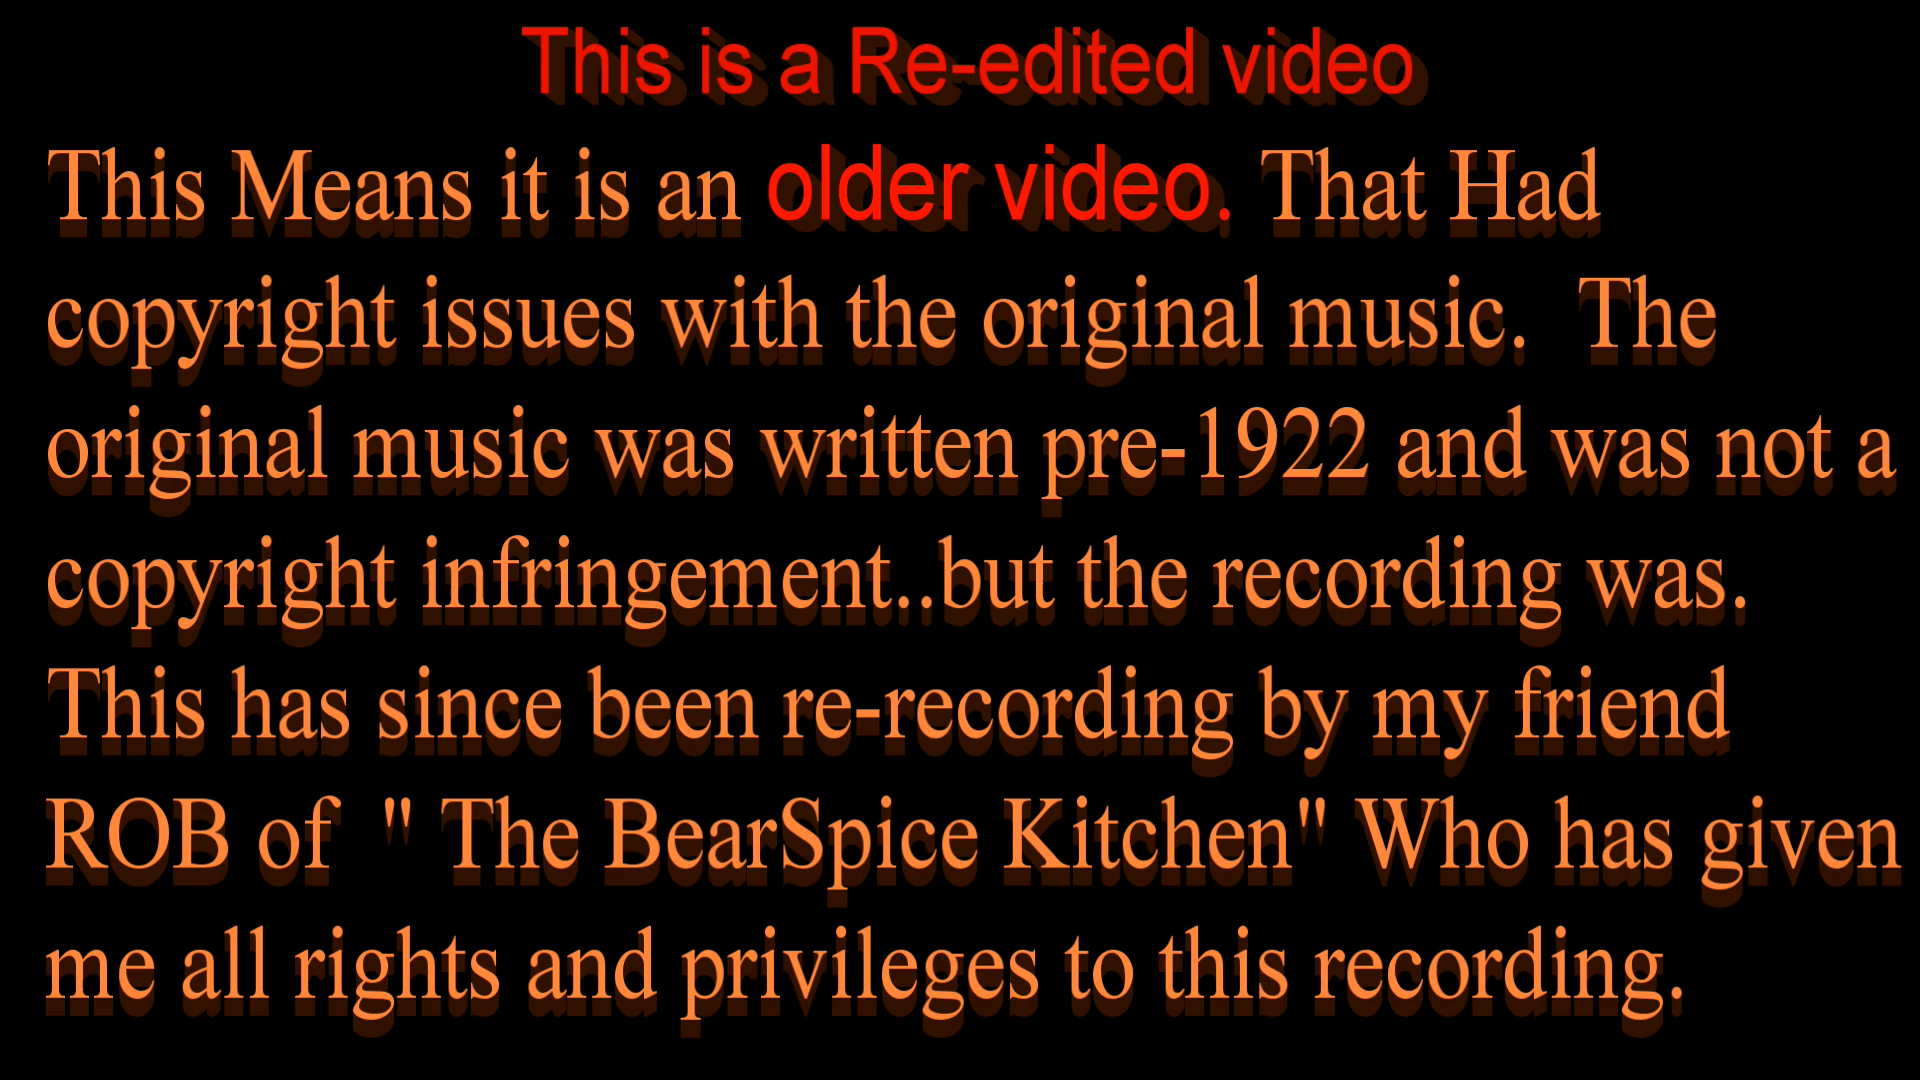 This is a Re-edited video
This Means it is an older video. That Had
copyright issues with the original music.  The
original music was written pre-1922 and was not a
copyright infringement..but the recording was.
This has since been re-recording by my friend
ROB of  " The BearSpice Kitchen" Who has given
me all rights and privileges to this recording.